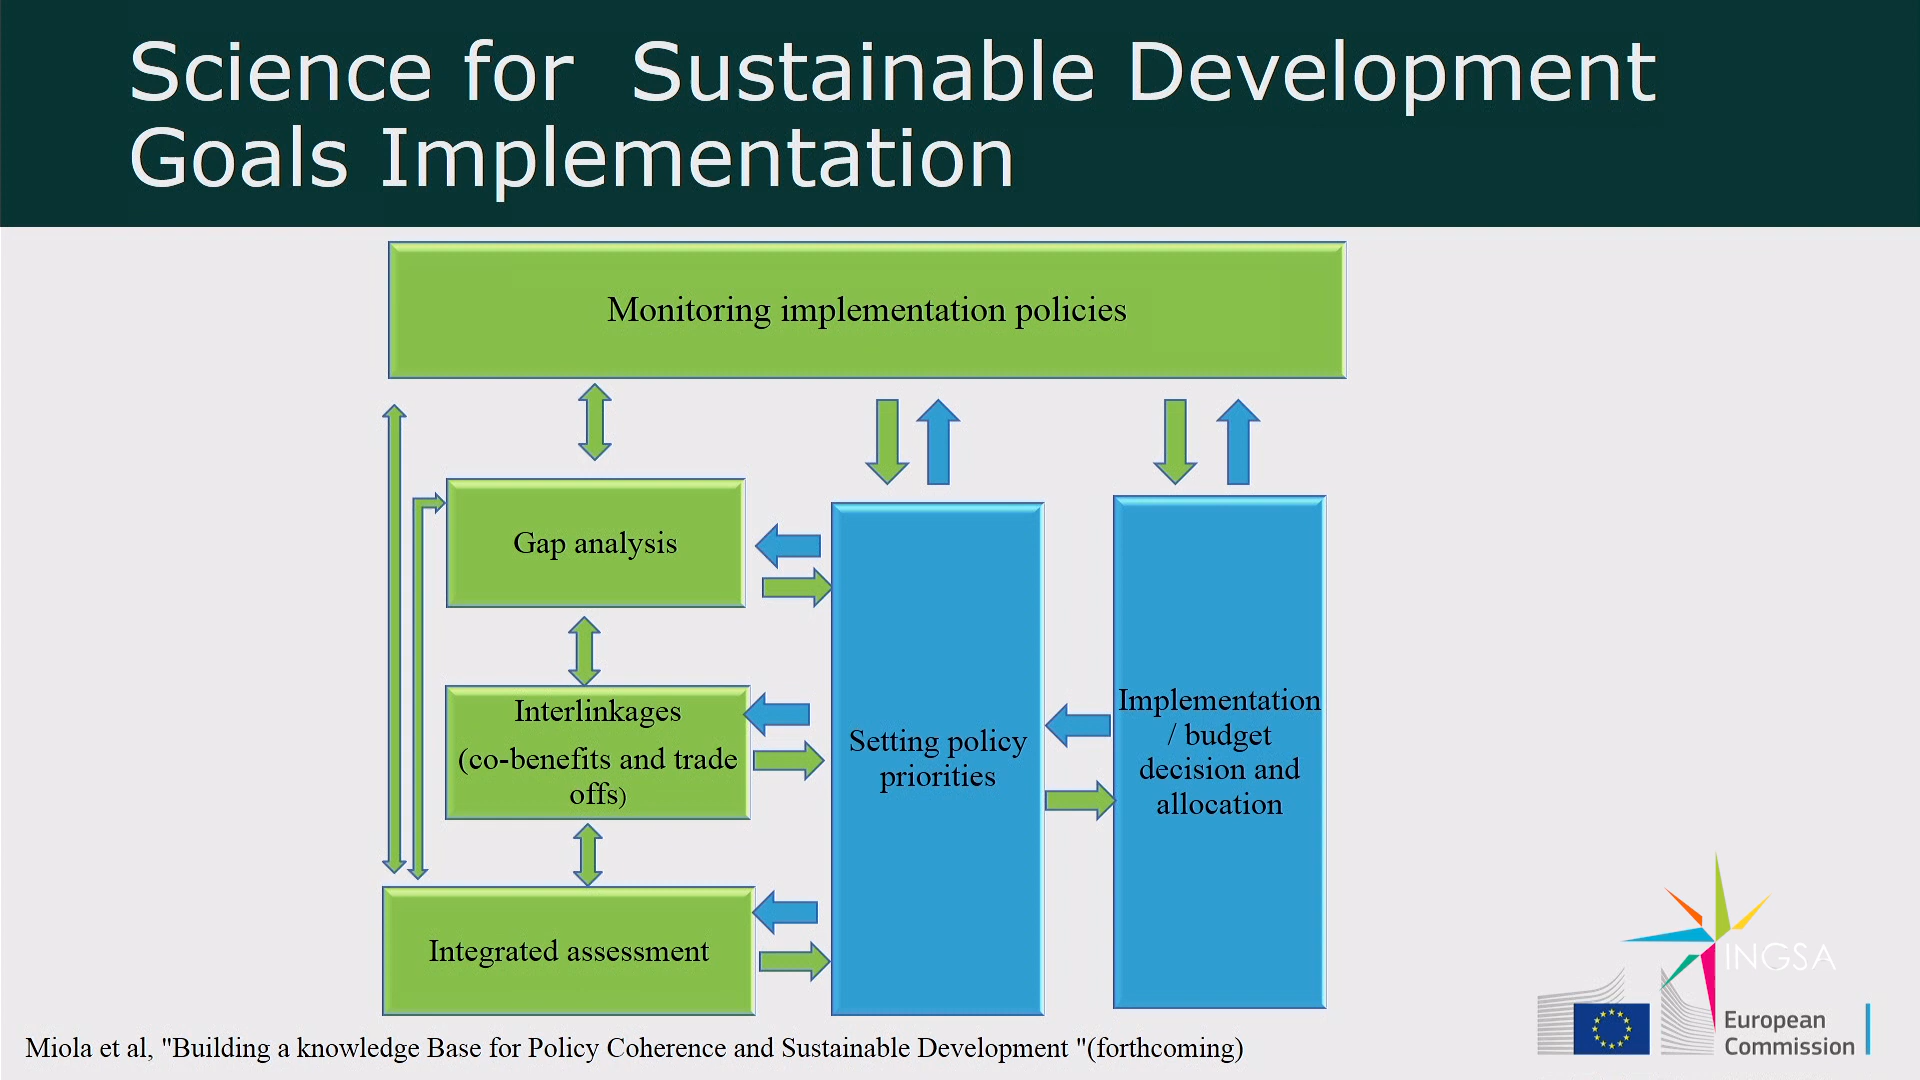 Science for  Sustainable Development
Goals Implementation
Monitoring implementation policies
Gap analysis
Interlinkages
(co-benefits and trade
offs)
Integrated assessment
Setting policy
priorities
Implementation
/ budget
decision and
allocation
INGSA
European
Commission
Miola et al, "Building a knowledge Base for Policy Coherence and Sustainable Development "(forthcoming)